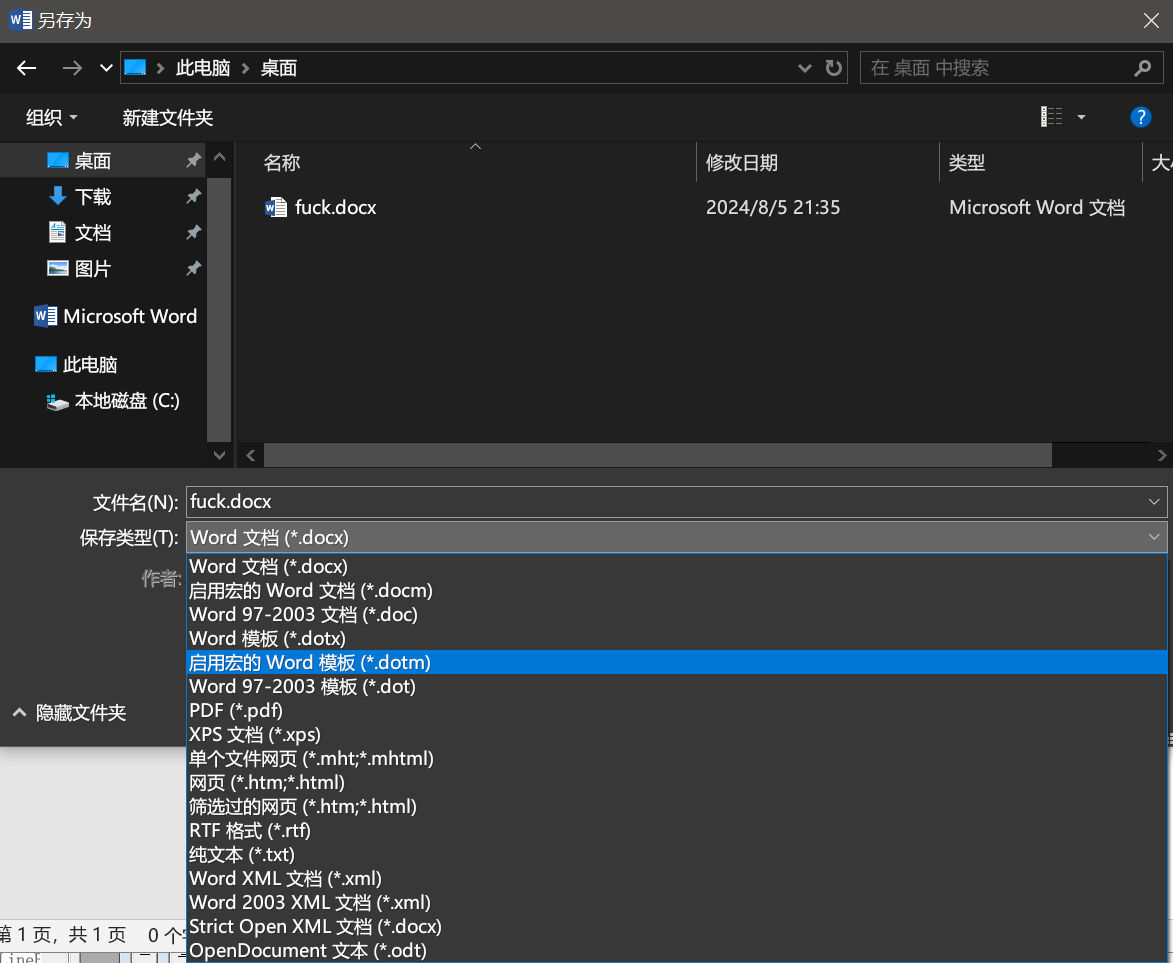 另存为
此电脑 桌面
在 桌面 中搜索
组织 新建文件夹
桌面
下载
文档
图片
Microsoft Word
此电脑
本地磁盘 (C:)
名称 修改日期 类型
fuck.docx 2024/8/5 21:35 Microsoft Word 文档
文件名(N): fuck.docx
保存类型(T): Word 文档 (*.docx)
作者:
Word 文档 (*.docx)
启用宏的 Word 文档 (*.docm)
Word 97-2003 文档 (*.doc)
Word 模板 (*.dotx)
启用宏的 Word 模板 (*.dotm)
Word 97-2003 模板 (*.dot)
PDF (*.pdf)
XPS 文档 (*.xps)
单个文件网页 (*.mht;*.mhtml)
网页 (*.htm;*.html)
筛选过的网页 (*.htm;*.html)
RTF 格式 (*.rtf)
纯文本 (*.txt)
Word XML 文档 (*.xml)
Word 2003 XML 文档 (*.xml)
Strict Open XML 文档 (*.docx)
OpenDocument 文本 (*.odt)
隐藏文件夹
第 1 页，共 1 页 0 个